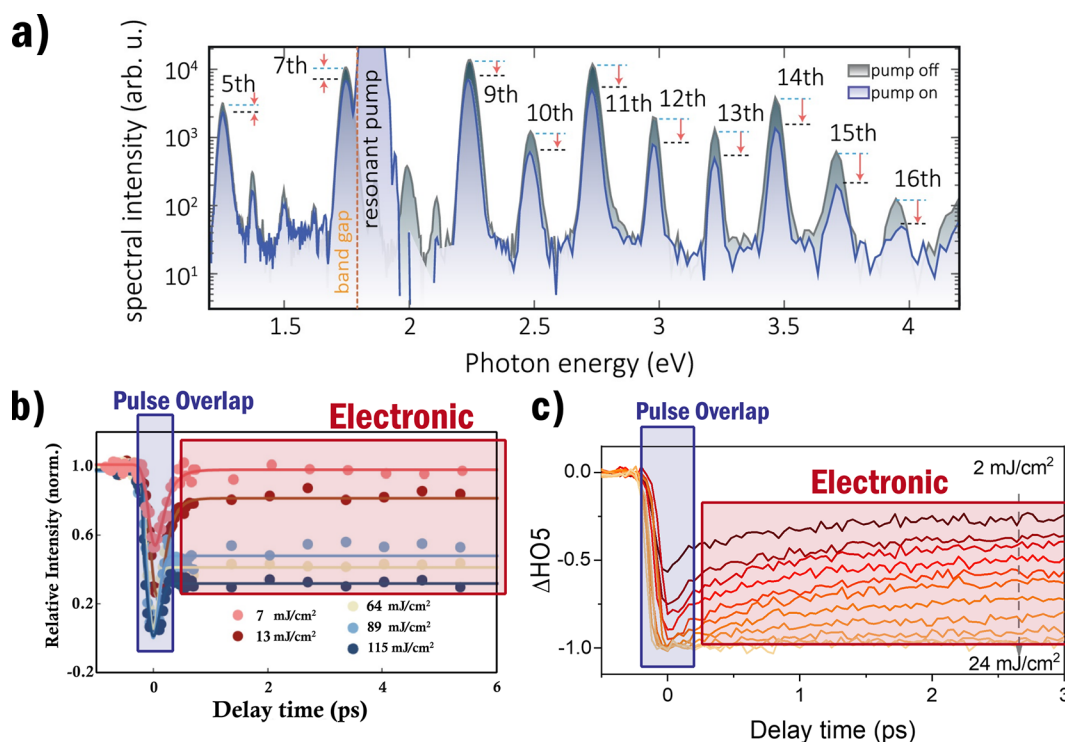 a)
spectral intensity (arb. u.)
10⁴
10³
10²
10¹
5th
7th
9th
10th
11th
12th
13th
14th
15th
16th
band gap
resonant pump
pump off
pump on
1.5
2
2.5
3
3.5
4
Photon energy (eV)
b)
Pulse Overlap
Electronic
Relative Intensity (norm.)
1.0
0.6
0.2
-0.2
7 mJ/cm²
13 mJ/cm²
64 mJ/cm²
89 mJ/cm²
115 mJ/cm²
0
2
4
6
Delay time (ps)
c)
Pulse Overlap
Electronic
2 mJ/cm²
24 mJ/cm²
ΔHO5
0.0
-0.5
-1.0
0
1
2
3
Delay time (ps)